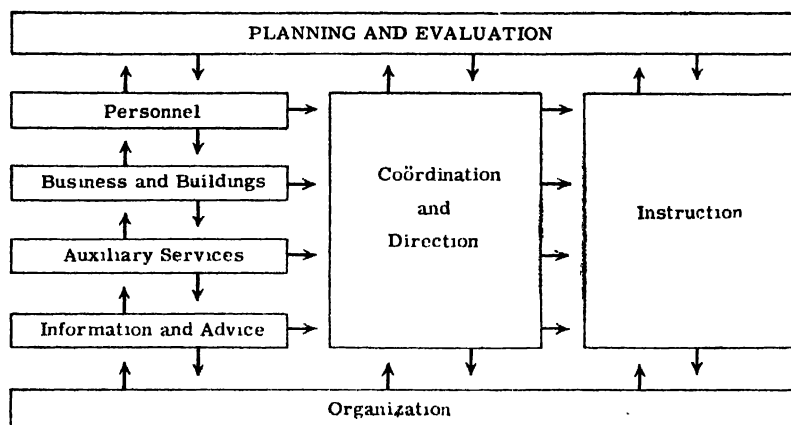 PLANNING AND EVALUATION
Personnel
Business and Buildings
Auxiliary Services
Information and Advice
Coördination
and
Direction
Instruction
Organization